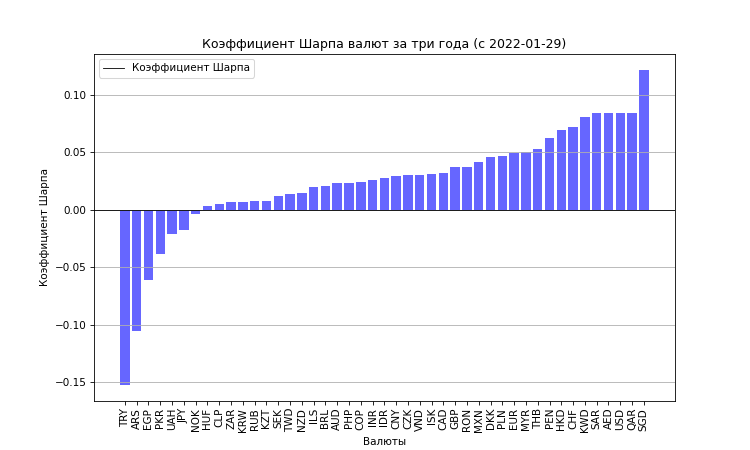 Коэффициент Шарпа валют за три года (с 2022-01-29)
Коэффициент Шарпа
Коэффициент Шарпа
0.10
0.05
0.00
−0.05
−0.10
−0.15
TRY ARS EGP PKR UAH JPY NOK HUF CLP ZAR KRW RUB KZT SEK TWD NZD ILS BRL AUD PHP COP INR IDR CNY CZK VND ISK CAD GBP RON MXN DKK PLN EUR MYR THB PEN HKD CHF KWD SAR AED USD QAR SGD
Валюты